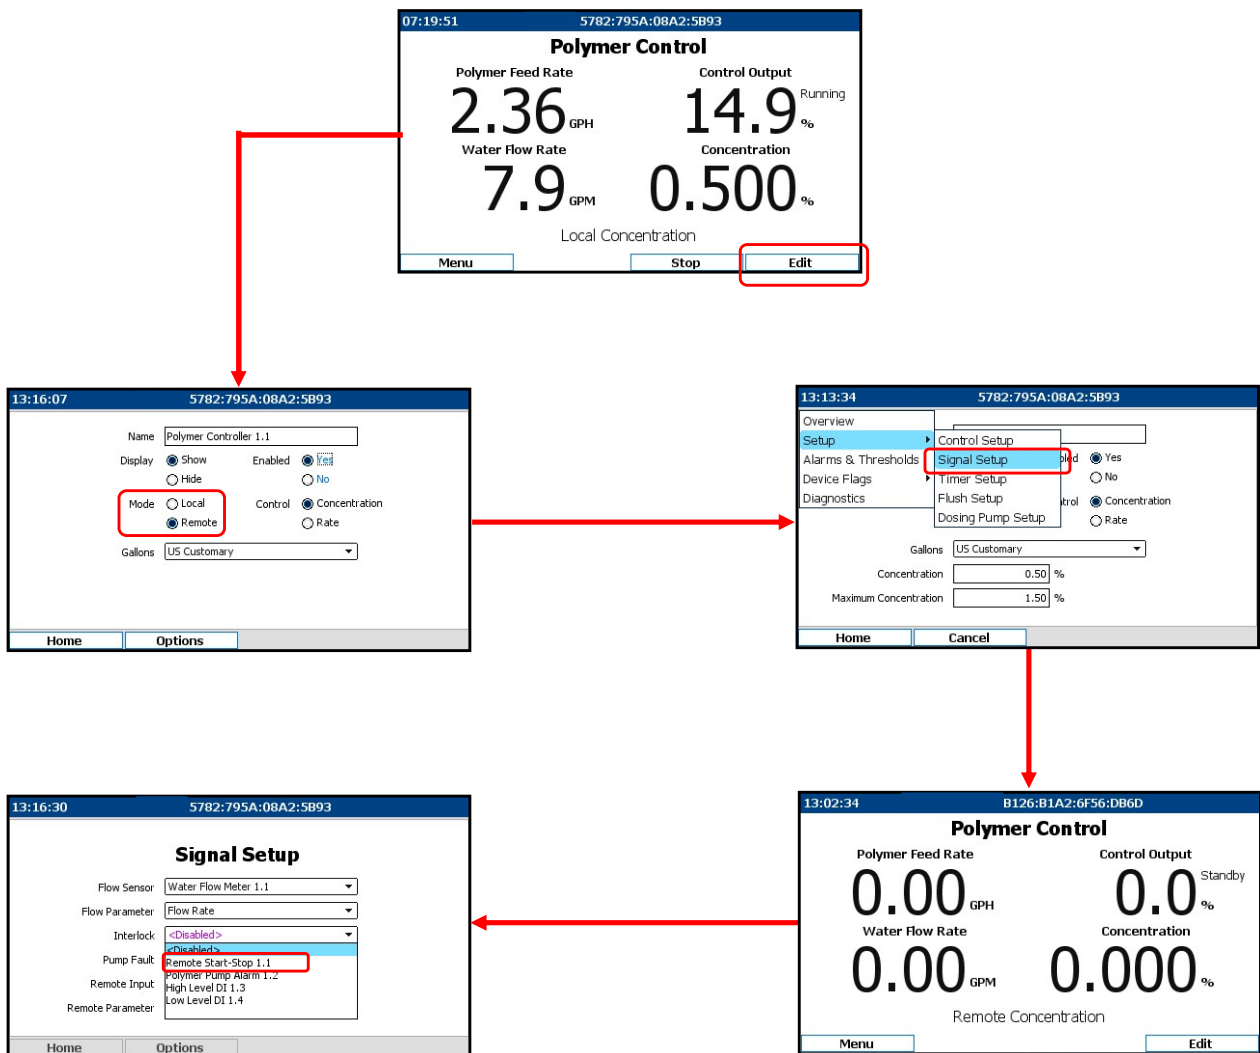 07:19:51 5782:795A:08A2:5B93
Polymer Control
Polymer Feed Rate Control Output
2.36 GPH 14.9 % Running
Water Flow Rate Concentration
7.9 GPM 0.500 %
Local Concentration
Menu Stop Edit
13:16:07 5782:795A:08A2:5B93
Name Polymer Controller 1.1
Display Show Enabled Yes
Hide No
Mode Local Control Concentration
Remote Rate
Gallons US Customary
Home Options
13:13:34 5782:795A:08A2:5B93
Overview
Setup Control Setup
Alarms & Thresholds Signal Setup bled Yes
Device Flags Timer Setup No
Diagnostics Flush Setup trol Concentration
Dosing Pump Setup Rate
Gallons US Customary
Concentration 0.50 %
Maximum Concentration 1.50 %
Home Cancel
13:16:30 5782:795A:08A2:5B93
Signal Setup
Flow Sensor Water Flow Meter 1.1
Flow Parameter Flow Rate
Interlock <Disabled>
<Disabled>
Pump Fault Remote Start-Stop 1.1
Polymer Pump Alarm 1.2
Remote Input High Level DI 1.3
Low Level DI 1.4
Remote Parameter
Home Options
13:02:34 B126:B1A2:6F56:DB6D
Polymer Control
Polymer Feed Rate Control Output
0.00 GPH 0.0 % Standby
Water Flow Rate Concentration
0.00 GPM 0.000 %
Remote Concentration
Menu Edit